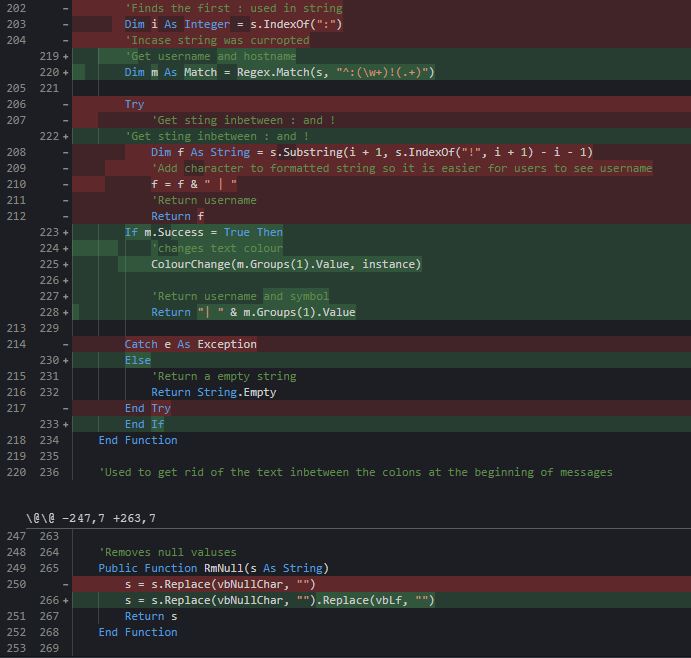 202 - 'Finds the first : used in string
203 - Dim i As Integer = s.IndexOf(":")
204 - 'Incase string was curropted
219 + 'Get username and hostname
220 + Dim m As Match = Regex.Match(s, "^:(\w+)!(.+)")
205 221
206 - Try
207 - 'Get sting inbetween : and !
222 + 'Get sting inbetween : and !
208 - Dim f As String = s.Substring(i + 1, s.IndexOf("!", i + 1) - i - 1)
209 - 'Add character to formatted string so it is easier for users to see username
210 - f = f & " | "
211 - 'Return username
212 - Return f
223 + If m.Success = True Then
224 + 'changes text colour
225 + ColourChange(m.Groups(1).Value, instance)
226 +
227 + 'Return username and symbol
228 + Return "| " & m.Groups(1).Value
213 229
214 - Catch e As Exception
230 + Else
215 231 'Return a empty string
216 232 Return String.Empty
217 - End Try
233 + End If
218 234 End Function
219 235
220 236 'Used to get rid of the text inbetween the colons at the beginning of messages
\@\@ -247,7 +263,7
247 263
248 264 'Removes null valuses
249 265 Public Function RmNull(s As String)
250 - s = s.Replace(vbNullChar, "")
266 + s = s.Replace(vbNullChar, "").Replace(vbLf, "")
251 267 Return s
252 268 End Function
253 269